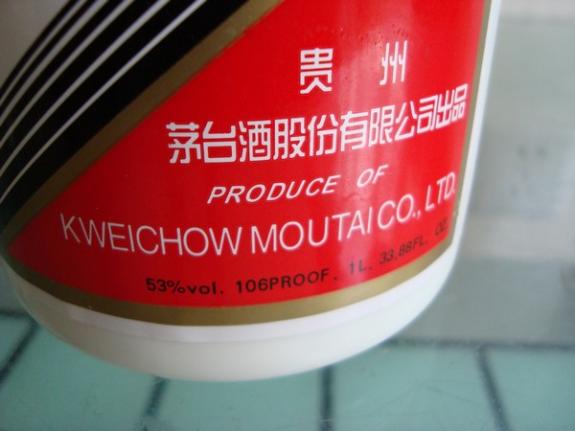 贵州
茅台酒股份有限公司出品
PRODUCE OF
KWEICHOW MOUTAI CO., LTD.
53%vol. 106PROOF. 1L. 33.88FL. OZ